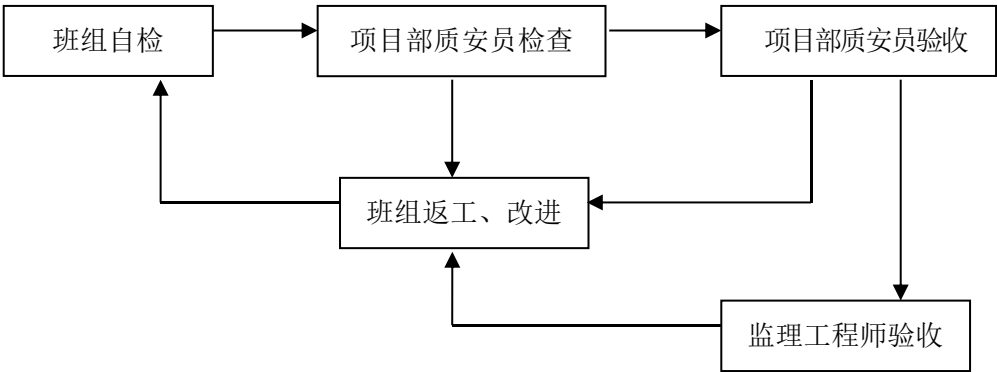 班组自检
项目部质安员检查
项目部质安员验收
班组返工、改进
监理工程师验收